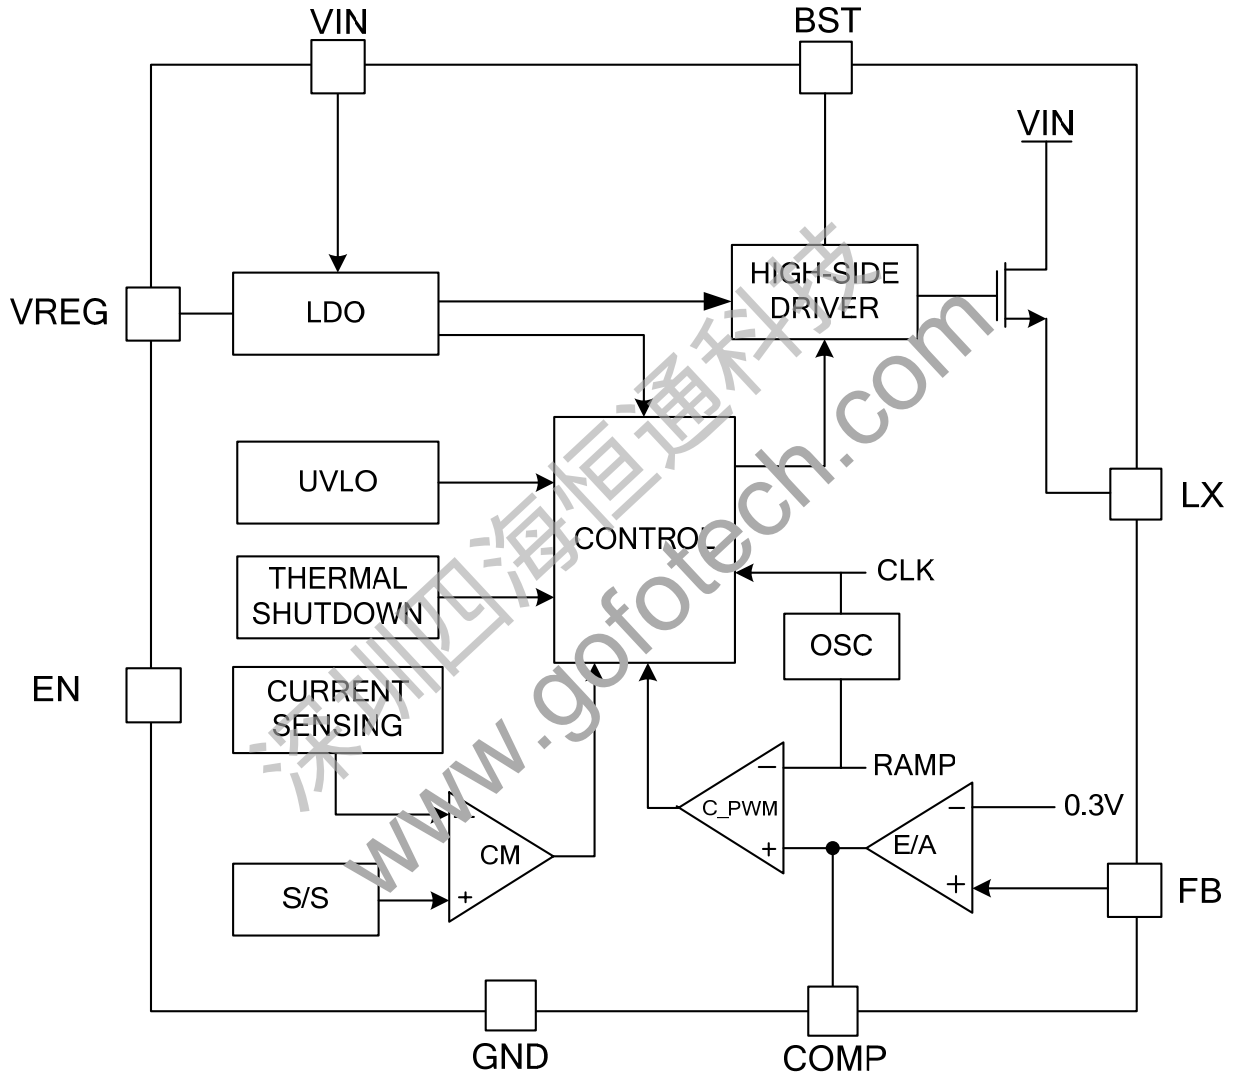 VIN
BST
VIN
HIGH-SIDE
DRIVER
VREG
LDO
UVLO
LX
CONTROL
THERMAL
SHUTDOWN
CLK
OSC
EN
CURRENT
SENSING
RAMP
−
C_PWM
+
−
0.3V
E/A
+
−
CM
+
S/S
FB
GND
COMP
深圳四海恒通科技
www.gofotech.com